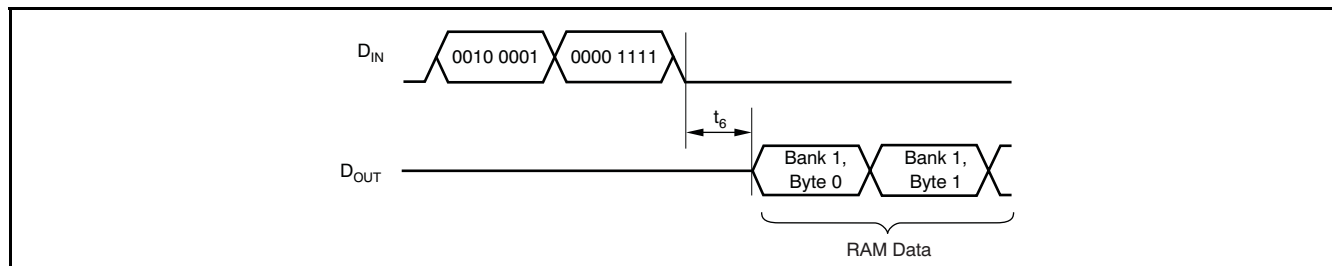 D_IN 0010 0001 0000 1111
t_6
D_OUT Bank 1, Byte 0 Bank 1, Byte 1
RAM Data